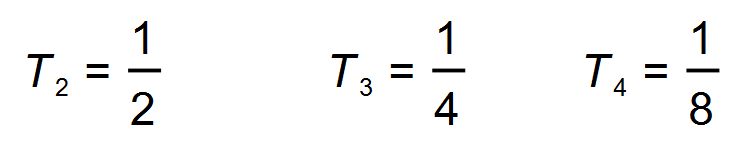 T₂ = 1/2 T₃ = 1/4 T₄ = 1/8